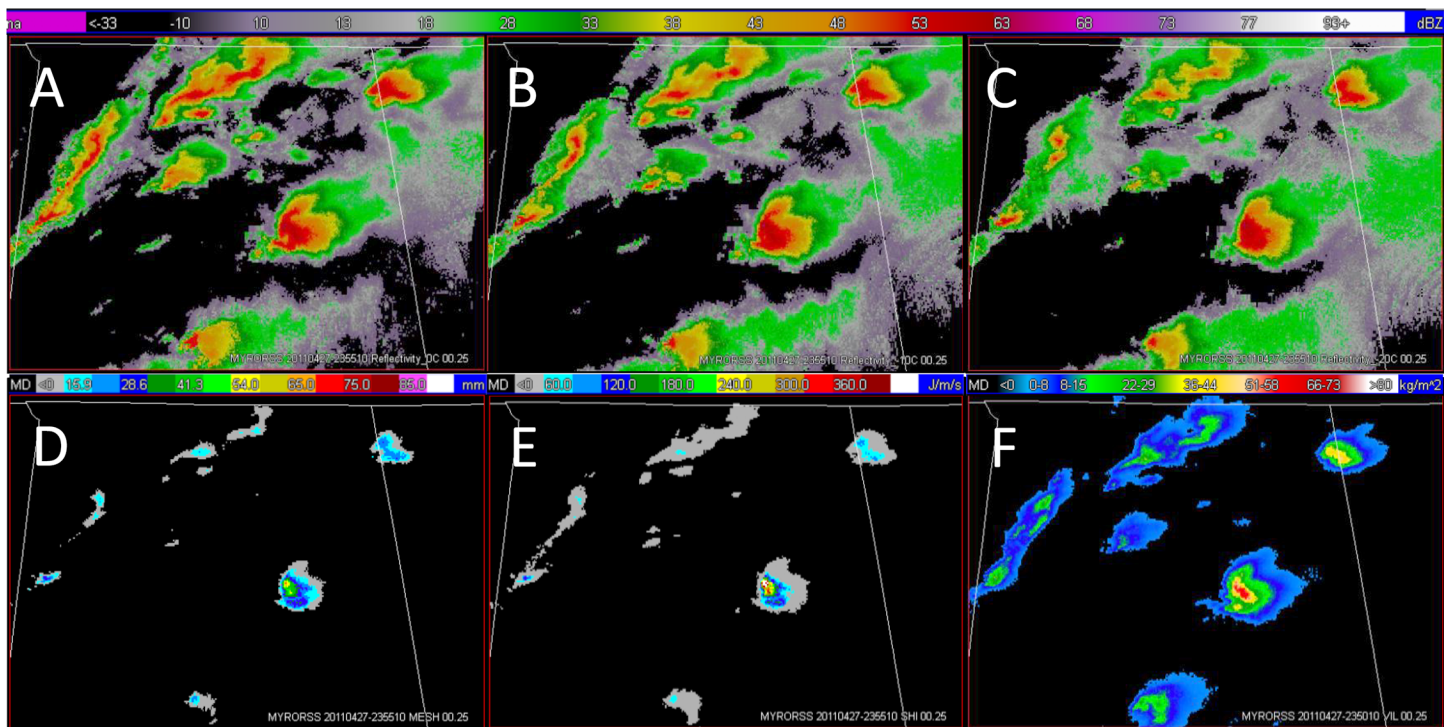 na <-33 -10 10 13 18 28 33 38 43 48 53 63 68 73 77 93+ dBZ
A B C
MYRORSS 20110427-235510 Reflectivity_0C 00.25 MYRORSS 20110427-235510 Reflectivity_-10C 00.25 MYRORSS 20110427-235510 Reflectivity_-20C 00.25
MD <0 15.9 28.6 41.3 54.0 65.0 75.0 85.0 mm MD <0 60.0 120.0 180.0 240.0 300.0 360.0 J/m/s MD <0 0-8 8-15 22-29 36-44 51-58 66-73 >80 kg/m^2
D E F
MYRORSS 20110427-235510 MESH 00.25 MYRORSS 20110427-235510 SHI 00.25 MYRORSS 20110427-235010 VIL 00.25